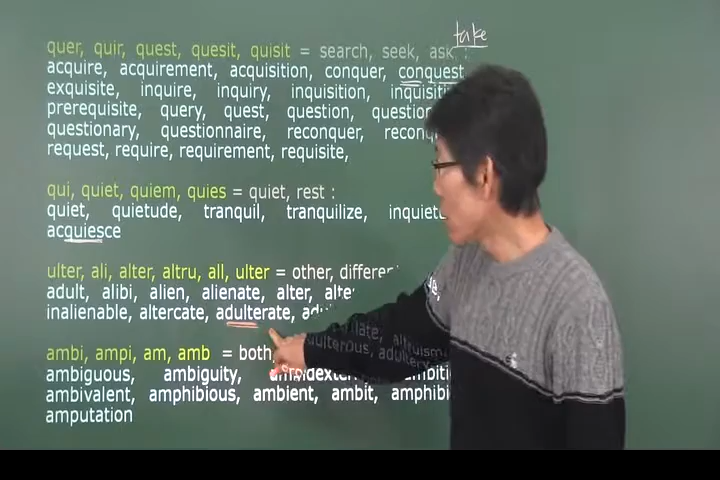 take
quer, quir, quest, quesit, quisit = search, seek, ask :
acquire, acquirement, acquisition, conquer, conquest
exquisite, inquire, inquiry, inquisition,
prerequisite, query, quest, question,
questionary, questionnaire, reconquer,
request, require, requirement, requisite,
qui, quiet, quiem, quies = quiet, rest :
quiet, quietude, tranquil, tranquilize,
acquiesce
ulter, ali, alter, altru, all, ulter = other,
adult, alibi, alien, alienate, alter,
inalienable, altercate, adulterate,
ambi, ampi, am, amb = both
ambiguous, ambiguity,
ambivalent, amphibious, ambient, ambit,
amputation